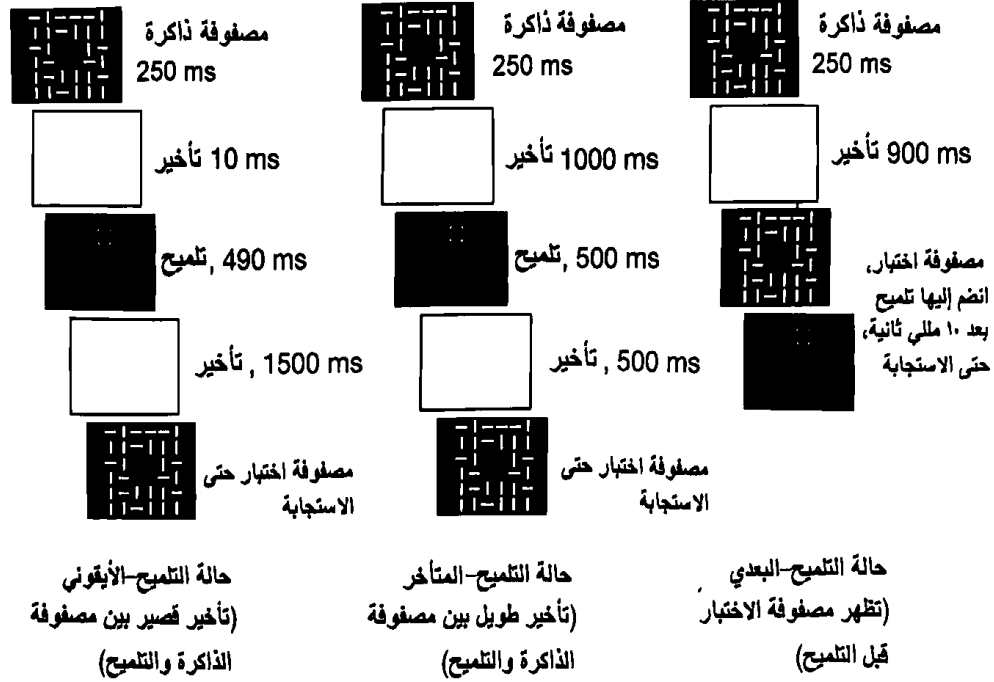 مصفوفة ذاكرة
250 ms
تأخير 10 ms
تلميح, 490 ms
تأخير , 1500 ms
مصفوفة اختبار حتى
الاستجابة
حالة التلميح-الأيقوني
(تأخير قصير بين مصفوفة
الذاكرة والتلميح)
مصفوفة ذاكرة
250 ms
تأخير 1000 ms
تلميح, 500 ms
تأخير , 500 ms
مصفوفة اختبار حتى
الاستجابة
حالة التلميح-المتأخر
(تأخير طويل بين مصفوفة
الذاكرة والتلميح)
مصفوفة ذاكرة
250 ms
تأخير 900 ms
مصفوفة اختبار،
انضم إليها تلميح
بعد ١٠ مللي ثانية،
حتى الاستجابة
حالة التلميح-البعدي
(تظهر مصفوفة الاختبار
قبل التلميح)